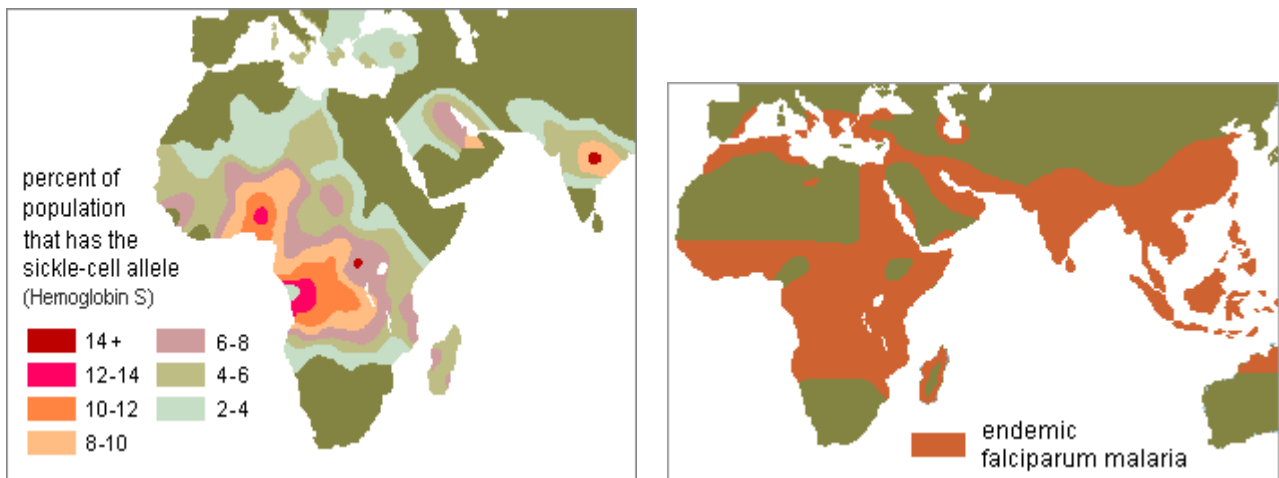 percent of
population
that has the
sickle-cell allele
(Hemoglobin S)
14+
12-14
10-12
8-10
6-8
4-6
2-4
endemic
falciparum malaria